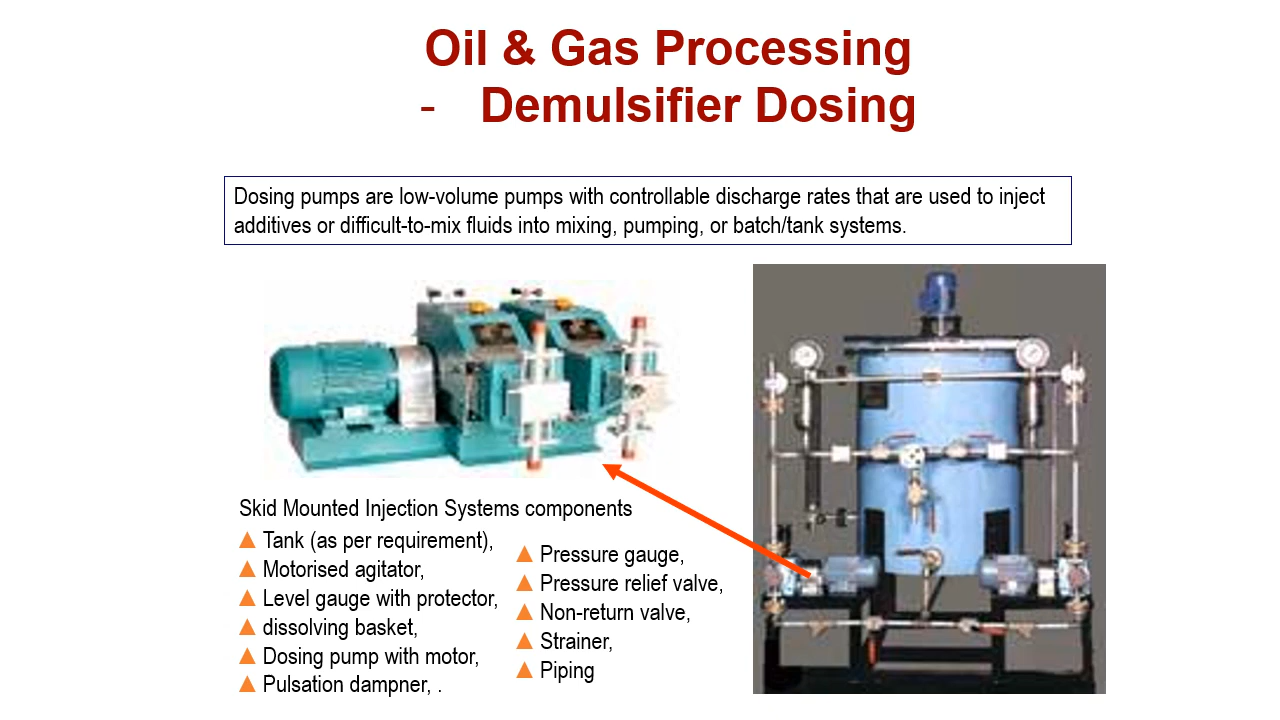 Oil & Gas Processing
- Demulsifier Dosing
Dosing pumps are low-volume pumps with controllable discharge rates that are used to inject
additives or difficult-to-mix fluids into mixing, pumping, or batch/tank systems.
Skid Mounted Injection Systems components
Tank (as per requirement),
Motorised agitator,
Level gauge with protector,
dissolving basket,
Dosing pump with motor,
Pulsation dampner, .
Pressure gauge,
Pressure relief valve,
Non-return valve,
Strainer,
Piping